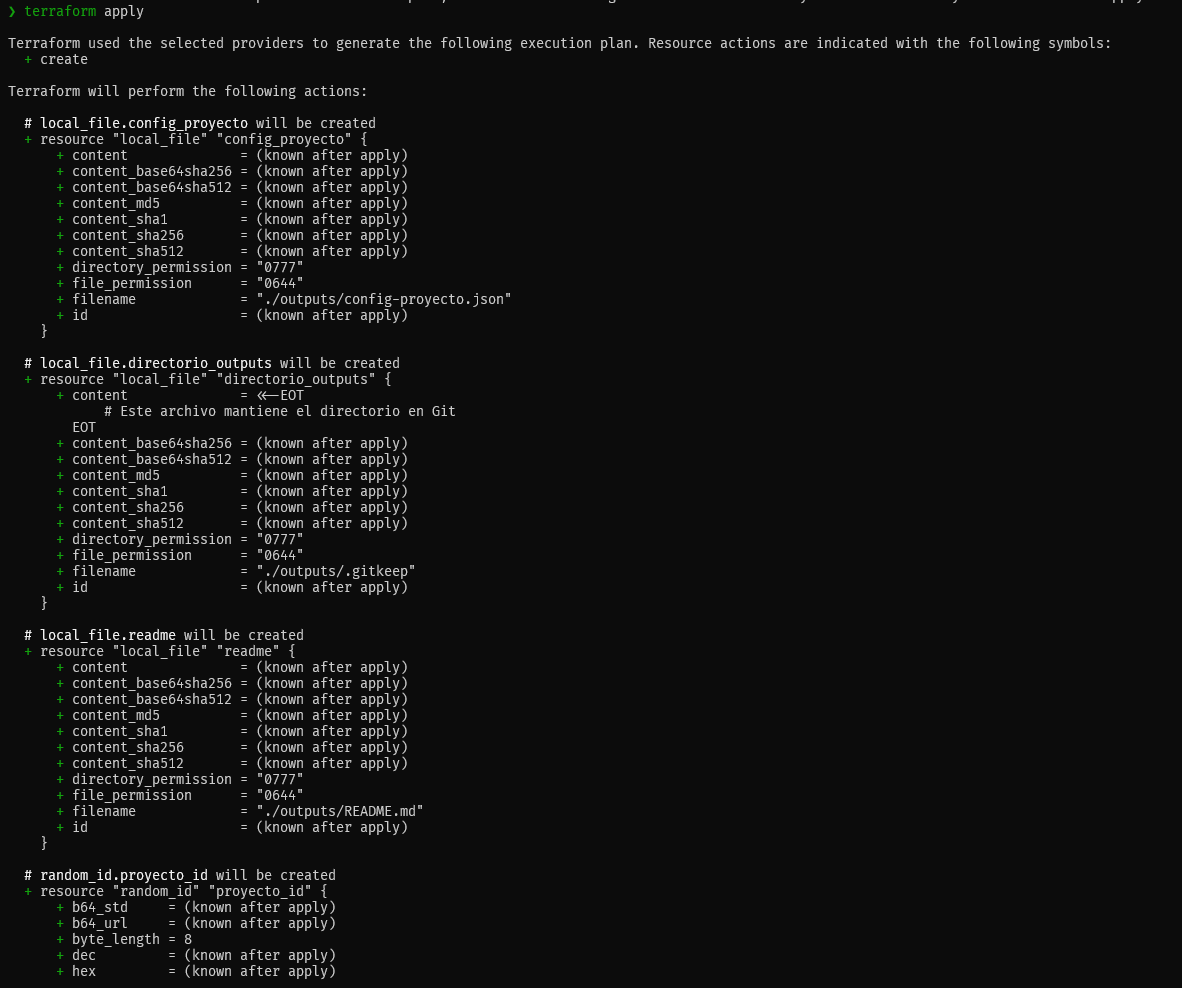 ❯ terraform apply
Terraform used the selected providers to generate the following execution plan. Resource actions are indicated with the following symbols:
  + create
Terraform will perform the following actions:
  # local_file.config_proyecto will be created
  + resource "local_file" "config_proyecto" {
      + content              = (known after apply)
      + content_base64sha256 = (known after apply)
      + content_base64sha512 = (known after apply)
      + content_md5          = (known after apply)
      + content_sha1         = (known after apply)
      + content_sha256       = (known after apply)
      + content_sha512       = (known after apply)
      + directory_permission = "0777"
      + file_permission      = "0644"
      + filename             = "./outputs/config-proyecto.json"
      + id                   = (known after apply)
    }
  # local_file.directorio_outputs will be created
  + resource "local_file" "directorio_outputs" {
      + content              = <<-EOT
            # Este archivo mantiene el directorio en Git
        EOT
      + content_base64sha256 = (known after apply)
      + content_base64sha512 = (known after apply)
      + content_md5          = (known after apply)
      + content_sha1         = (known after apply)
      + content_sha256       = (known after apply)
      + content_sha512       = (known after apply)
      + directory_permission = "0777"
      + file_permission      = "0644"
      + filename             = "./outputs/.gitkeep"
      + id                   = (known after apply)
    }
  # local_file.readme will be created
  + resource "local_file" "readme" {
      + content              = (known after apply)
      + content_base64sha256 = (known after apply)
      + content_base64sha512 = (known after apply)
      + content_md5          = (known after apply)
      + content_sha1         = (known after apply)
      + content_sha256       = (known after apply)
      + content_sha512       = (known after apply)
      + directory_permission = "0777"
      + file_permission      = "0644"
      + filename             = "./outputs/README.md"
      + id                   = (known after apply)
    }
  # random_id.proyecto_id will be created
  + resource "random_id" "proyecto_id" {
      + b64_std     = (known after apply)
      + b64_url     = (known after apply)
      + byte_length = 8
      + dec         = (known after apply)
      + hex         = (known after apply)